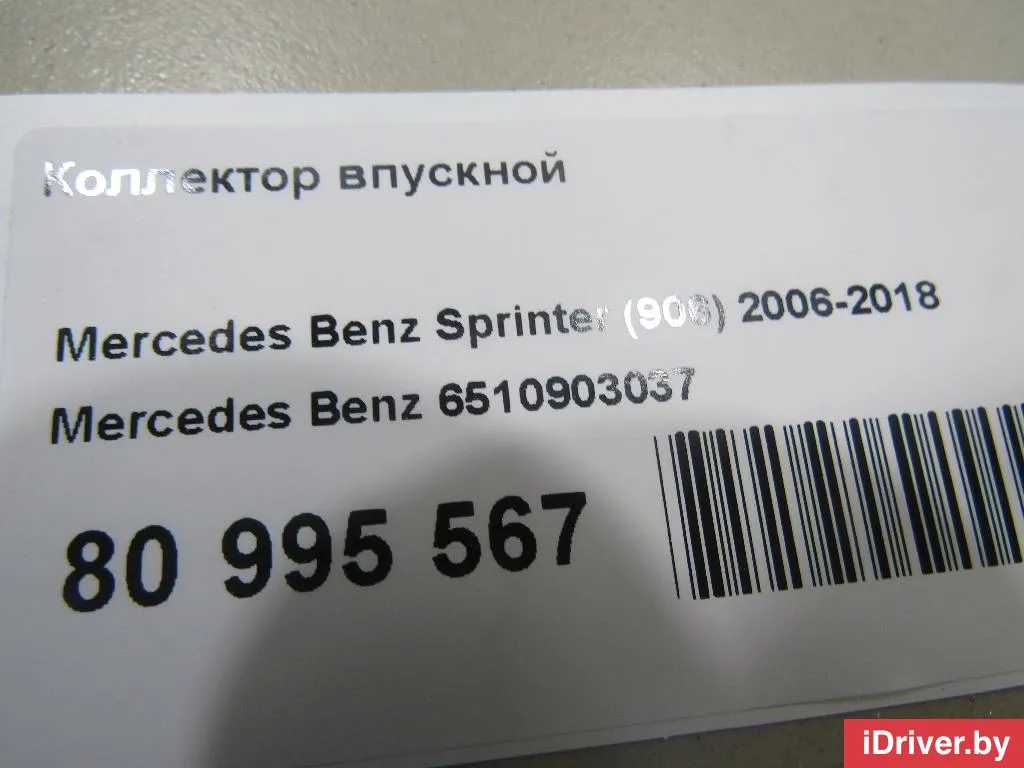 Коллектор впускной
Mercedes Benz Sprinter (906) 2006-2018
Mercedes Benz 6510903037
80 995 567
iDriver.by